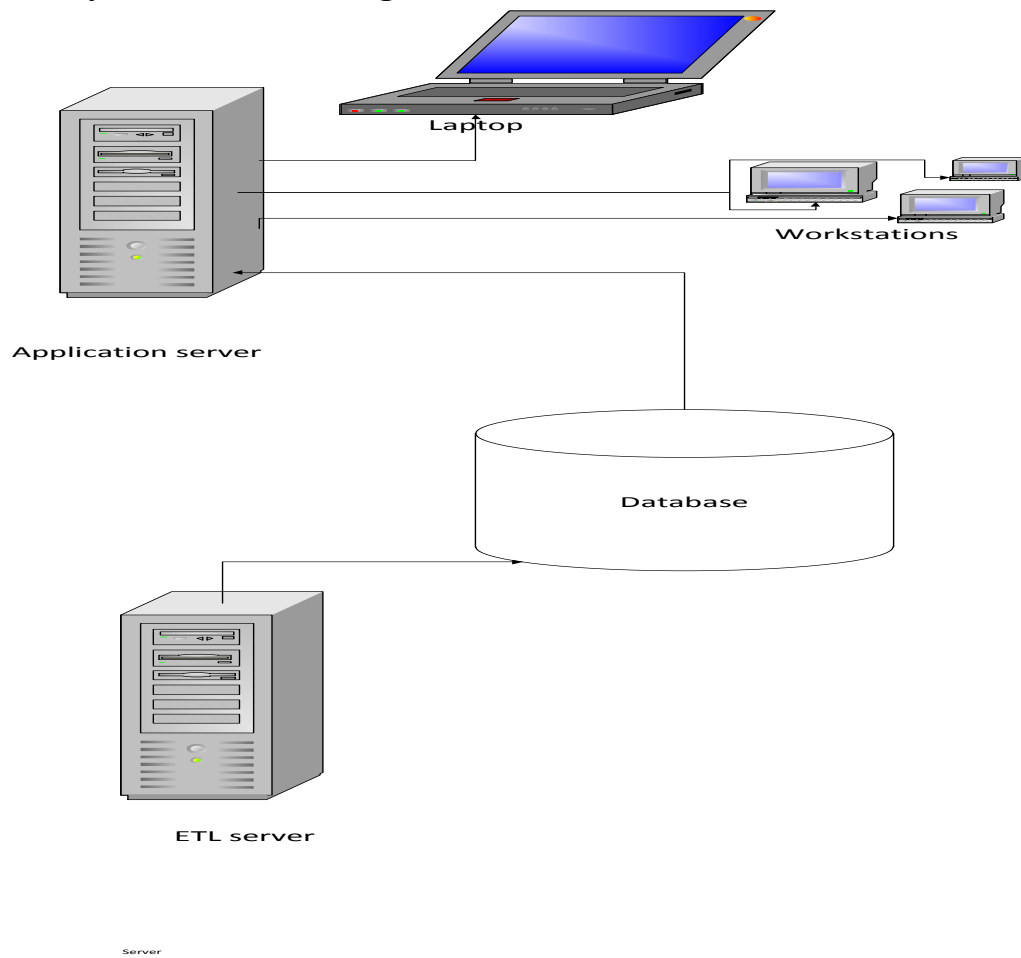 Laptop
Workstations
Application server
Database
ETL server
Server